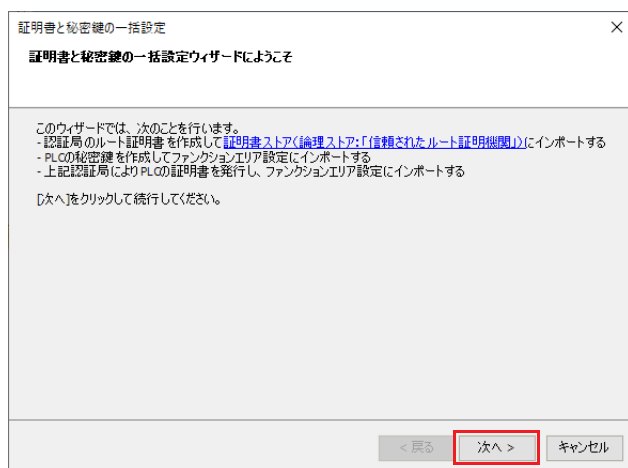 証明書と秘密鍵の一括設定
証明書と秘密鍵の一括設定ウィザードにようこそ
このウィザードでは、次のことを行います。
- 認証局のルート証明書を作成して証明書ストア(論理ストア:「信頼されたルート証明機関」)にインポートする
- PLCの秘密鍵を作成してファンクションエリア設定にインポートする
- 上記認証局によりPLCの証明書を発行し、ファンクションエリア設定にインポートする
[次へ]をクリックして続行してください。
< 戻る 次へ > キャンセル